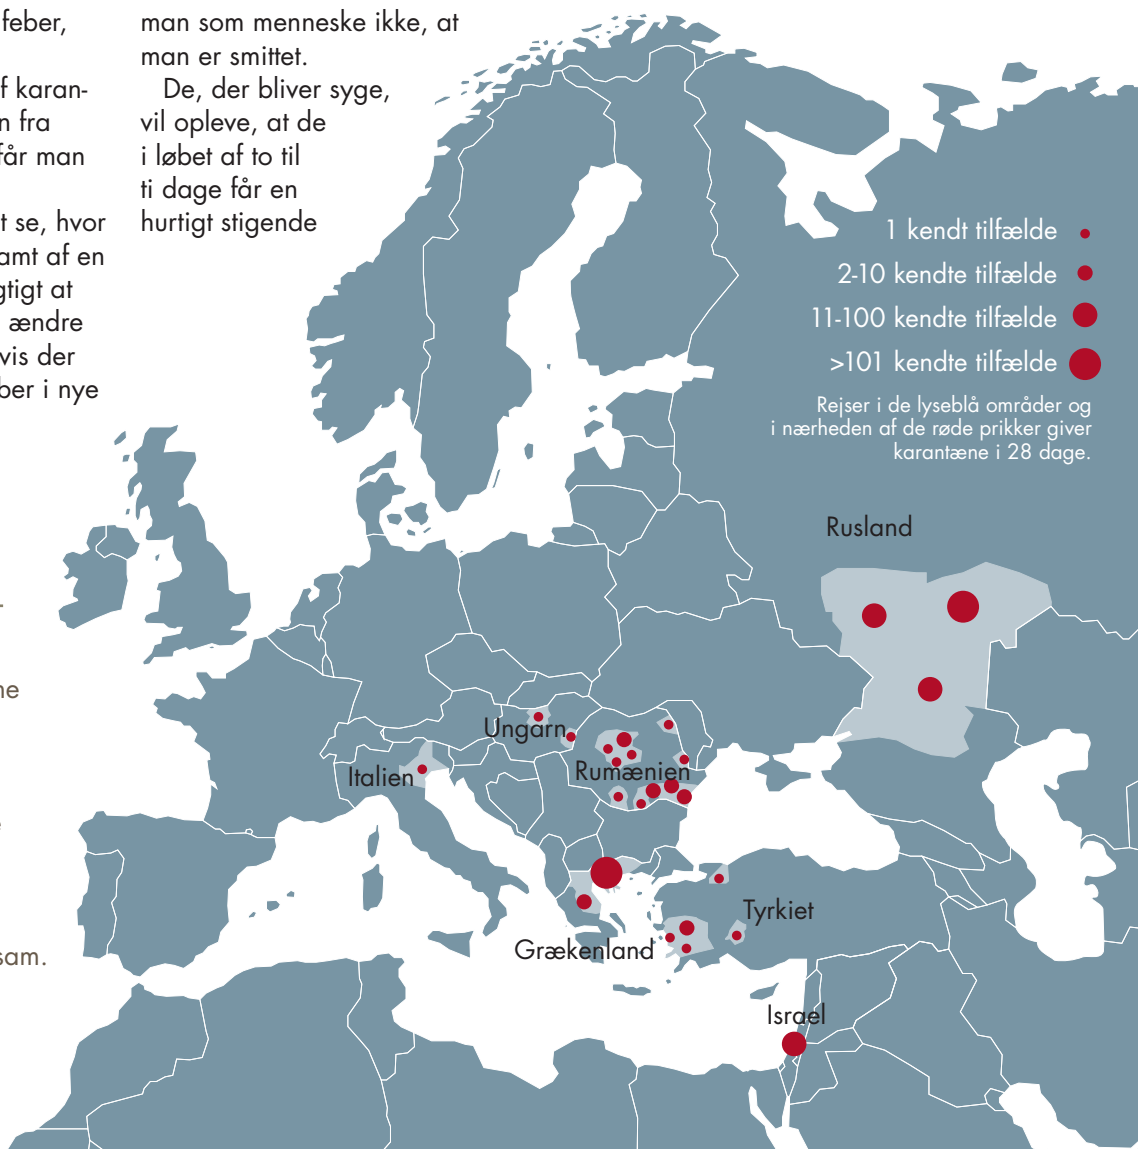 feber,
f karan-
n fra
får man
t se, hvor
amt af en
gtigt at
ændre
vis der
ber i nye
ne
sam.
man som menneske ikke, at
man er smittet.
De, der bliver syge,
vil opleve, at de
i løbet af to til
ti dage får en
hurtigt stigende
1 kendt tilfælde
2-10 kendte tilfælde
11-100 kendte tilfælde
>101 kendte tilfælde
Rejser i de lyseblå områder og
i nærheden af de røde prikker giver
karantæne i 28 dage.
Rusland
Ungarn
Italien
Rumænien
Tyrkiet
Grækenland
Israel